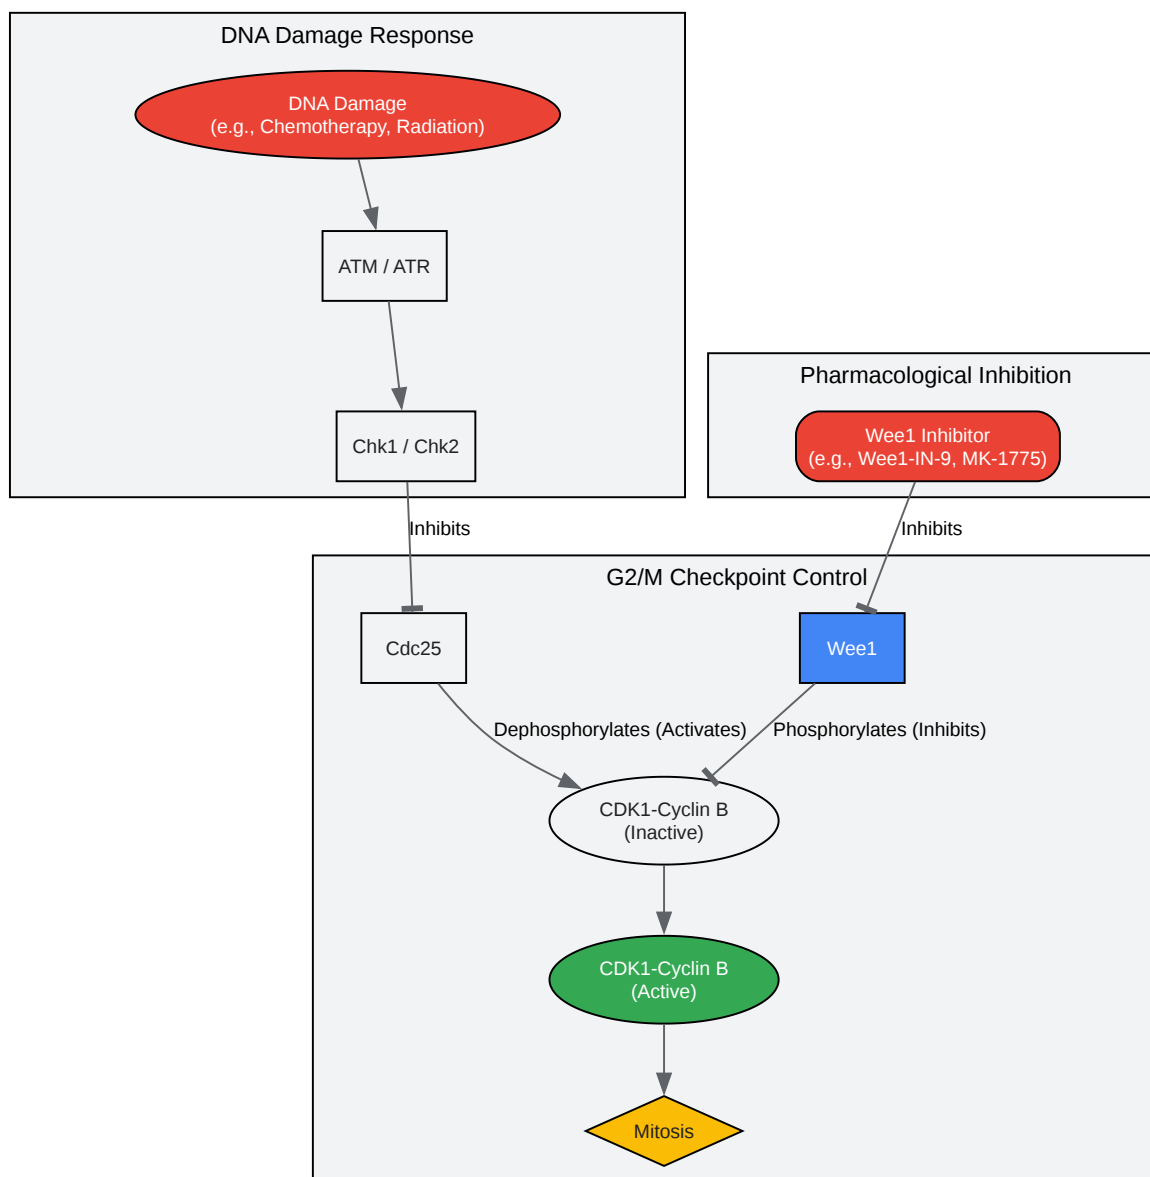 DNA Damage Response
DNA Damage
(e.g., Chemotherapy, Radiation)
ATM / ATR
Chk1 / Chk2
Pharmacological Inhibition
Wee1 Inhibitor
(e.g., Wee1-IN-9, MK-1775)
Inhibits
Inhibits
G2/M Checkpoint Control
Cdc25
Wee1
Dephosphorylates (Activates)
Phosphorylates (Inhibits)
CDK1-Cyclin B
(Inactive)
CDK1-Cyclin B
(Active)
Mitosis